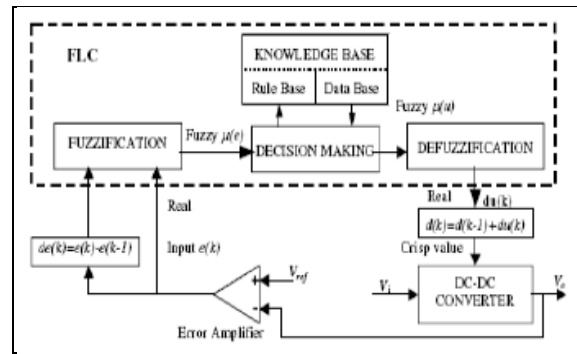 FLC
KNOWLEDGE BASE
Rule Base
Data Base
Fuzzy μ(u)
FUZZIFICATION
Fuzzy μ(e)
DECISION MAKING
DEFUZZIFICATION
Real
Real
du(k)
de(k)=e(k)-e(k-1)
Input e(k)
d(k)=d(k-1)+du(k)
Crisp value
+
Vref
-
Vi
DC-DC
CONVERTER
Vo
Error Amplifier